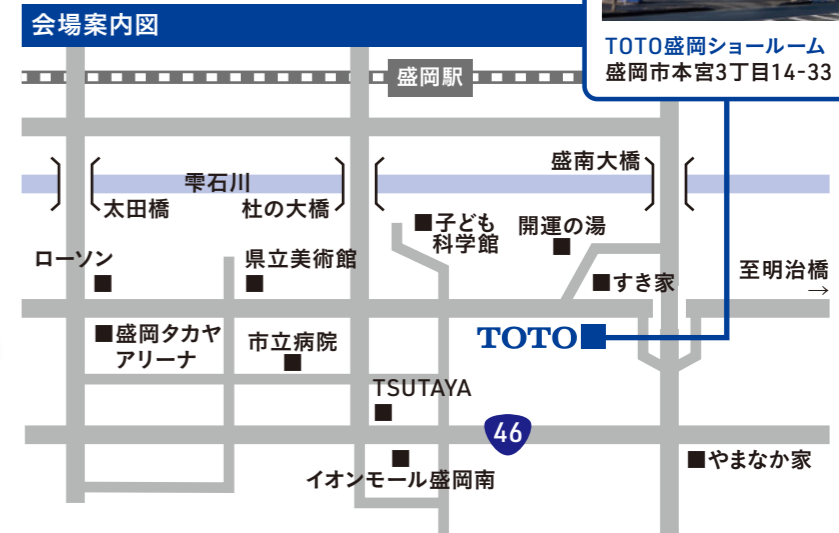 会場案内図
TOTO盛岡ショールーム
盛岡市本宮3丁目14-33
盛岡駅
盛南大橋
雫石川
太田橋
杜の大橋
■子ども
科学館
開運の湯
ローソン
県立美術館
■すき家
至明治橋
→
■盛岡タカヤ
アリーナ
市立病院
TOTO
TSUTAYA
46
イオンモール盛岡南
■やまなか家